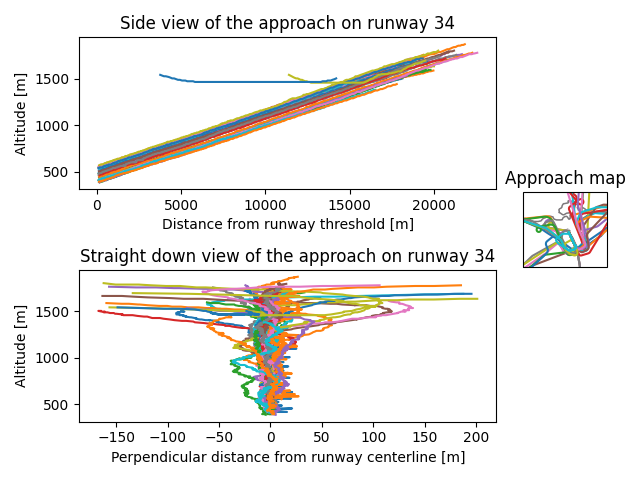 Side view of the approach on runway 34
Altitude [m]
1500
1000
500
0
5000
10000
15000
20000
Distance from runway threshold [m]
Approach map
Straight down view of the approach on runway 34
Altitude [m]
1500
1000
500
−150
−100
−50
0
50
100
150
200
Perpendicular distance from runway centerline [m]